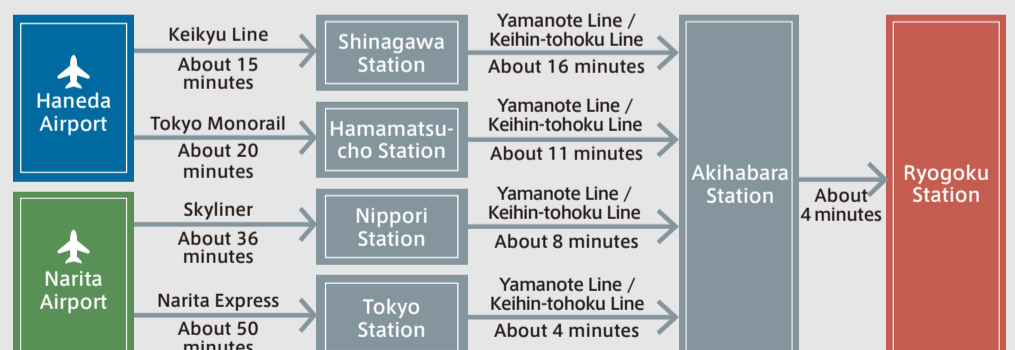 Haneda
Airport
Keikyu Line
About 15
minutes
Shinagawa
Station
Yamanote Line /
Keihin-tohoku Line
About 16 minutes
Tokyo Monorail
About 20
minutes
Hamamatsu-
cho Station
Yamanote Line /
Keihin-tohoku Line
About 11 minutes
Narita
Airport
Skyliner
About 36
minutes
Nippori
Station
Yamanote Line /
Keihin-tohoku Line
About 8 minutes
Narita Express
About 50
minutes
Tokyo
Station
Yamanote Line /
Keihin-tohoku Line
About 4 minutes
Akihabara
Station
About
4 minutes
Ryogoku
Station